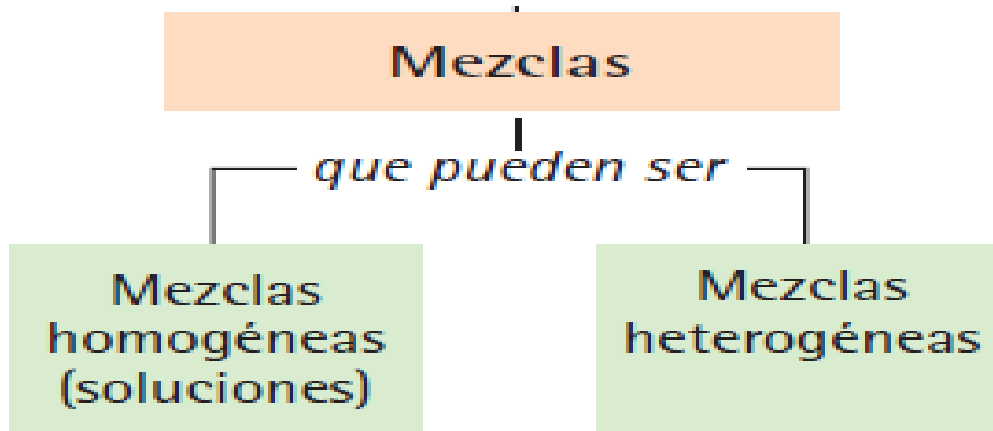 Mezclas
que pueden ser
Mezclas
homogéneas
(soluciones)
Mezclas
heterogéneas